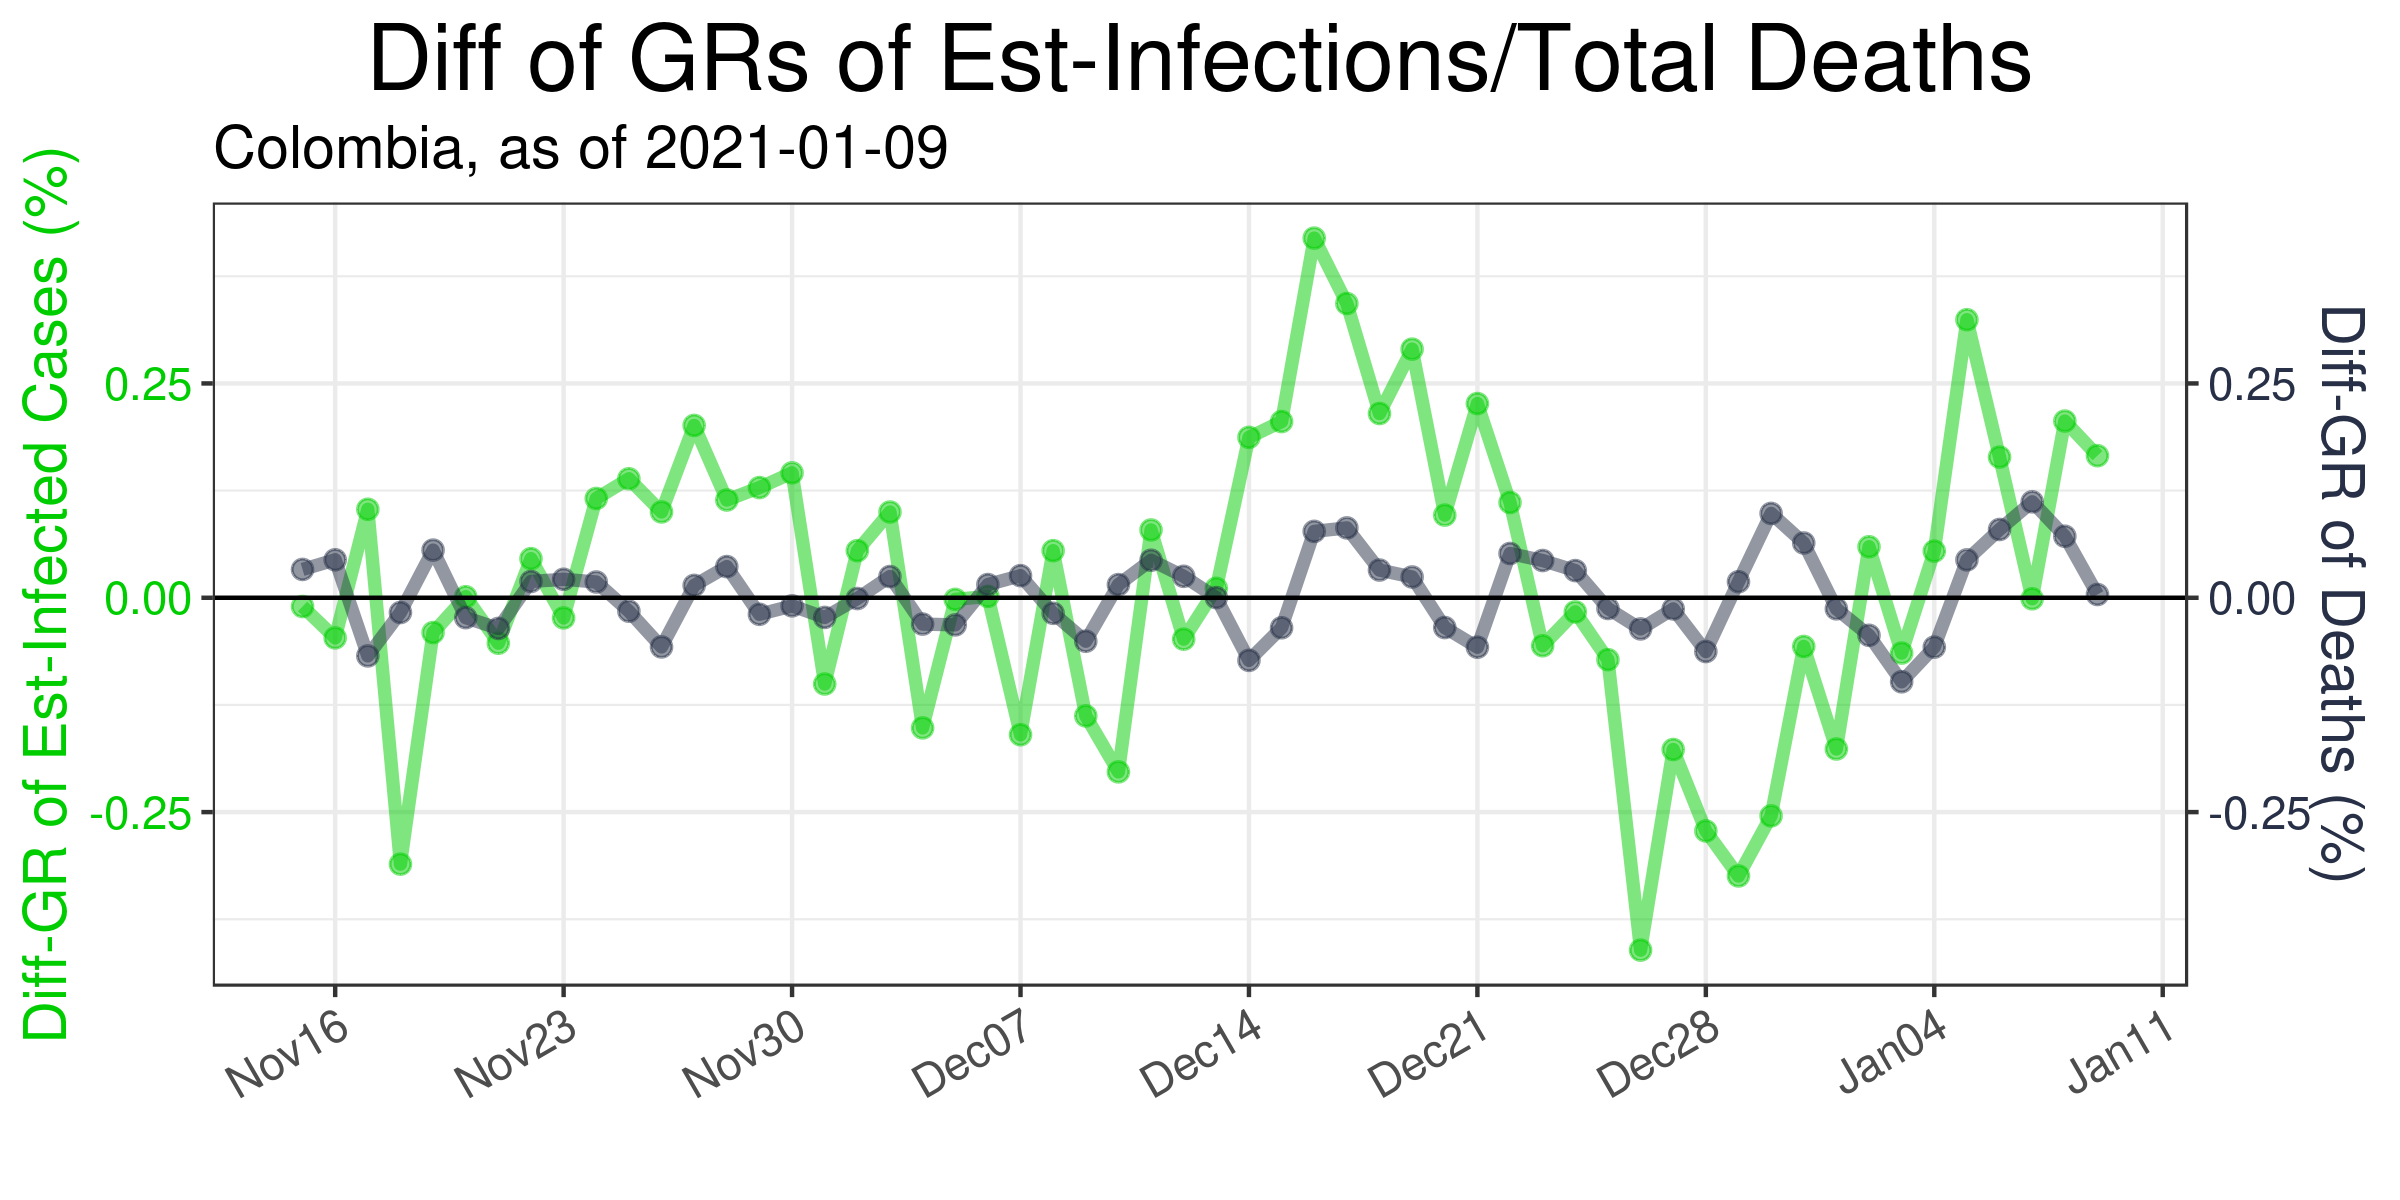 Diff of GRs of Est-Infections/Total Deaths
Colombia, as of 2021-01-09
Diff-GR of Est-Infected Cases (%)
0.25
0.00
-0.25
0.25
0.00
-0.25
Diff-GR of Deaths (%)
Nov16
Nov23
Nov30
Dec07
Dec14
Dec21
Dec28
Jan04
Jan11